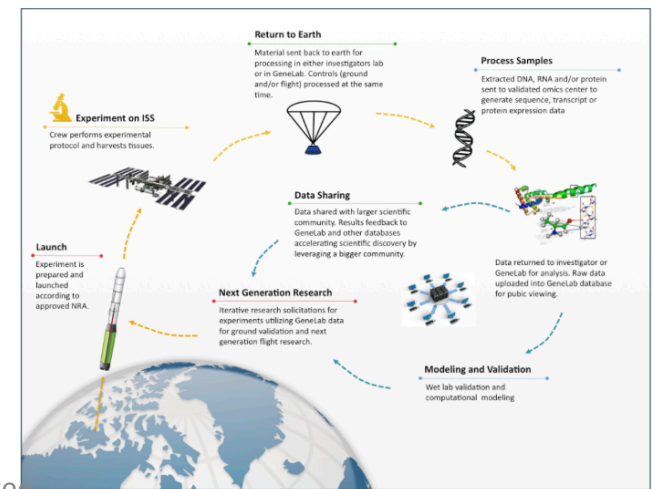 Return to Earth
Material sent back to earth for
processing in either investigators lab
or in GeneLab. Controls (ground
and/or flight) processed at the same
time.
Process Samples
Extracted DNA, RNA and/or protein
sent to validated omics center to
generate sequence, transcript or
protein expression data
Experiment on ISS
Crew performs experimental
protocol and harvests tissues.
Data Sharing
Data shared with larger scientific
community. Results feedback to
GeneLab and other databases
accelerating scientific discovery by
leveraging a bigger community.
Launch
Experiment is
prepared and
launched
according to
approved NRA.
Data returned to investigator or
GeneLab for analysis. Raw data
uploaded into GeneLab database
for pubic viewing.
Next Generation Research
Iterative research solicitations for
experiments utilizing GeneLab data
for ground validation and next
generation flight research.
Modeling and Validation
Wet lab validation and
computational modeling